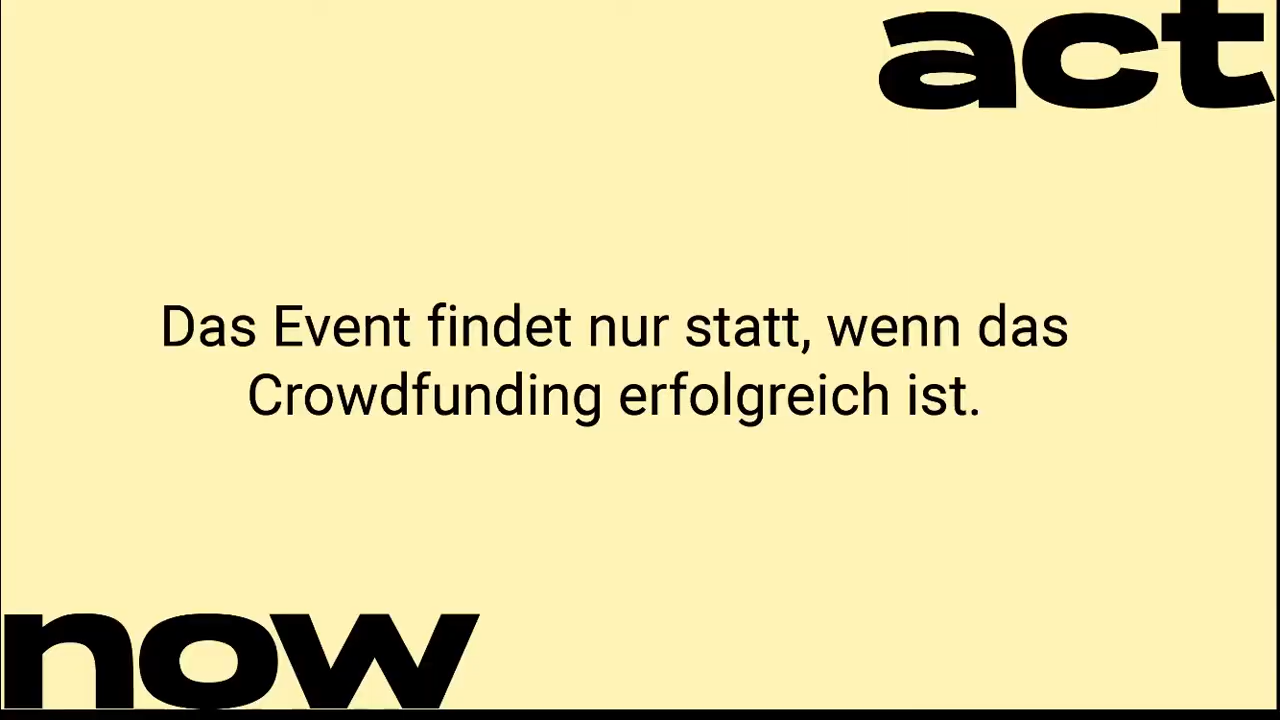 act
Das Event findet nur statt, wenn das
Crowdfunding erfolgreich ist.
now